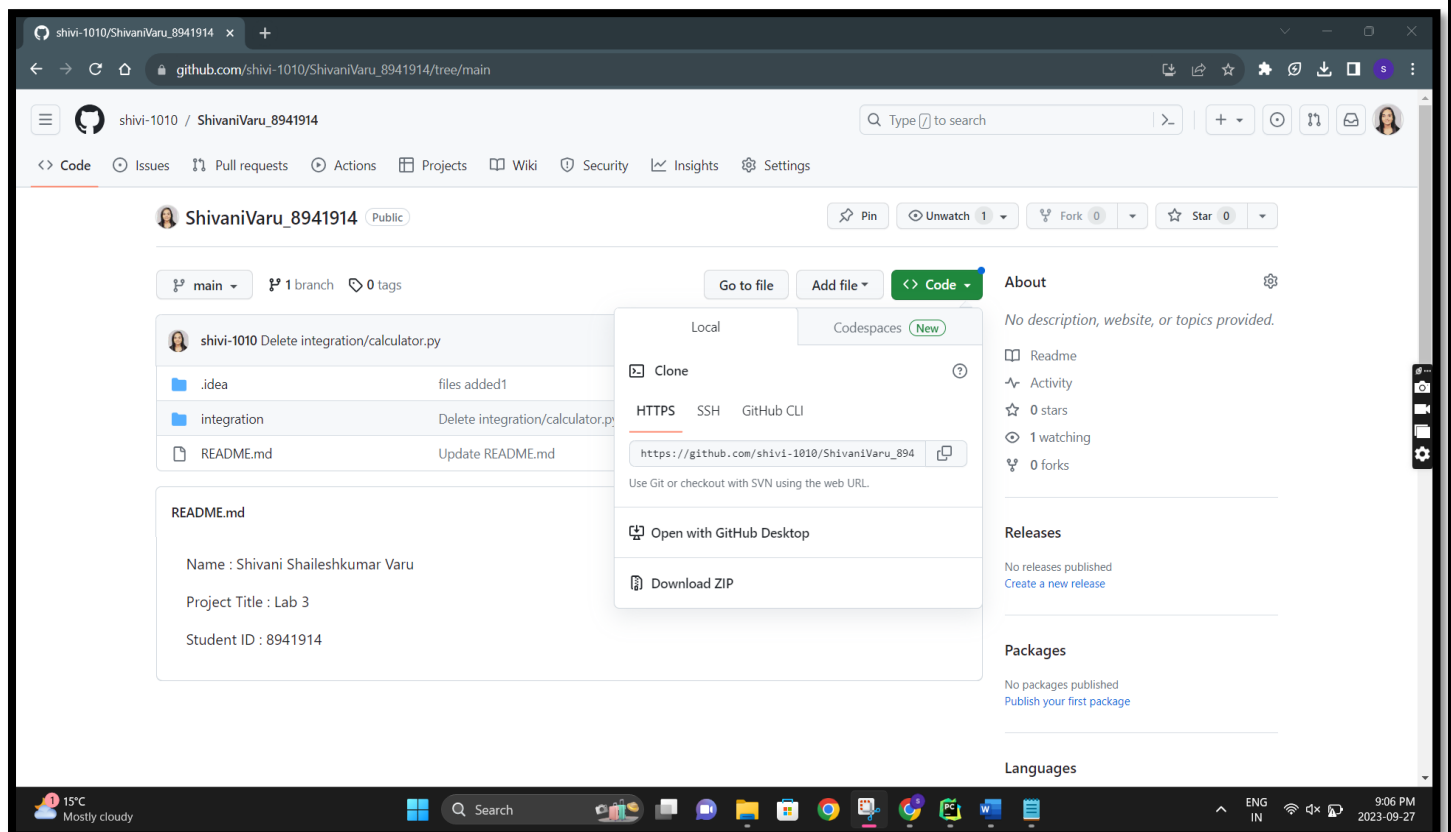 shivi-1010/ShivaniVaru_8941914
github.com/shivi-1010/ShivaniVaru_8941914/tree/main
S
shivi-1010 / ShivaniVaru_8941914
Type / to search
Code Issues Pull requests Actions Projects Wiki Security Insights Settings
ShivaniVaru_8941914 Public
Pin Unwatch 1 Fork 0 Star 0
main 1 branch 0 tags
Go to file Add file Code
shivi-1010 Delete integration/calculator.py
.idea files added1
integration Delete integration/calculator.py
README.md Update README.md
Local Codespaces New
Clone
HTTPS SSH GitHub CLI
https://github.com/shivi-1010/ShivaniVaru_894
Use Git or checkout with SVN using the web URL.
Open with GitHub Desktop
Download ZIP
README.md
Name : Shivani Shaileshkumar Varu
Project Title : Lab 3
Student ID : 8941914
About
No description, website, or topics provided.
Readme
Activity
0 stars
1 watching
0 forks
Releases
No releases published
Create a new release
Packages
No packages published
Publish your first package
Languages
1
15°C
Mostly cloudy
Search
S
PC
W
ENG
IN
9:06 PM
2023-09-27